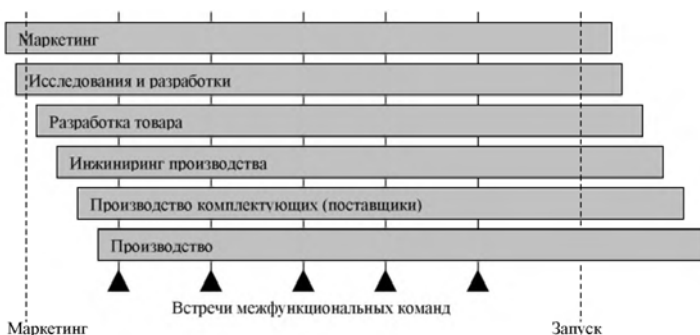 Маркетинг
Исследования и разработки
Разработка товара
Инжиниринг производства
Производство комплектующих (поставщики)
Производство
Встречи межфункциональных команд
Маркетинг
Запуск